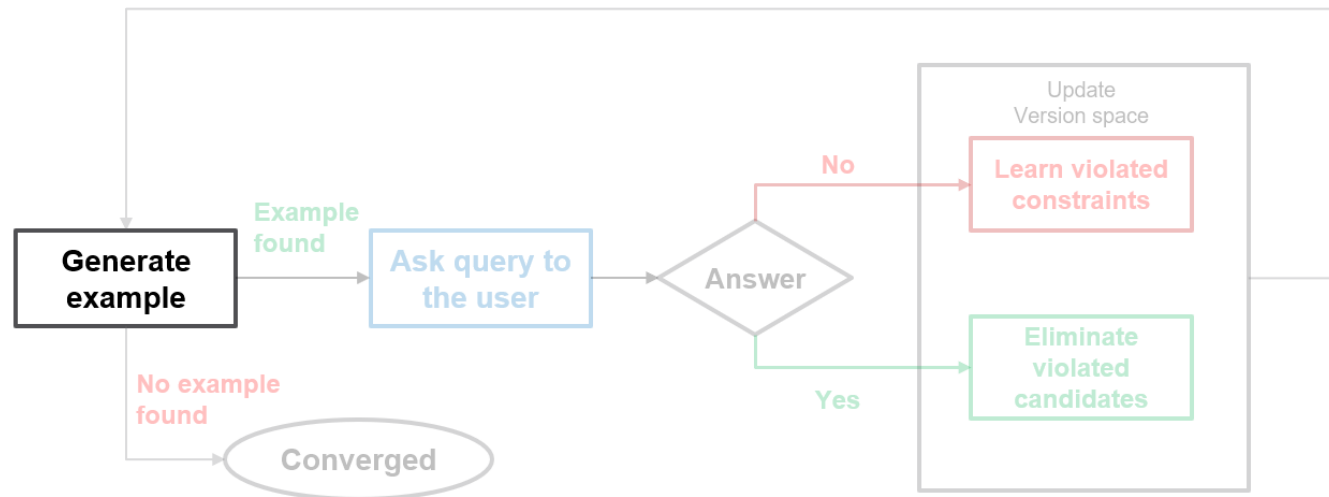 Update
Version space
No
Learn violated
constraints
Example
found
Generate
example
Ask query to
the user
Answer
Eliminate
violated
candidates
Yes
No example
found
Converged